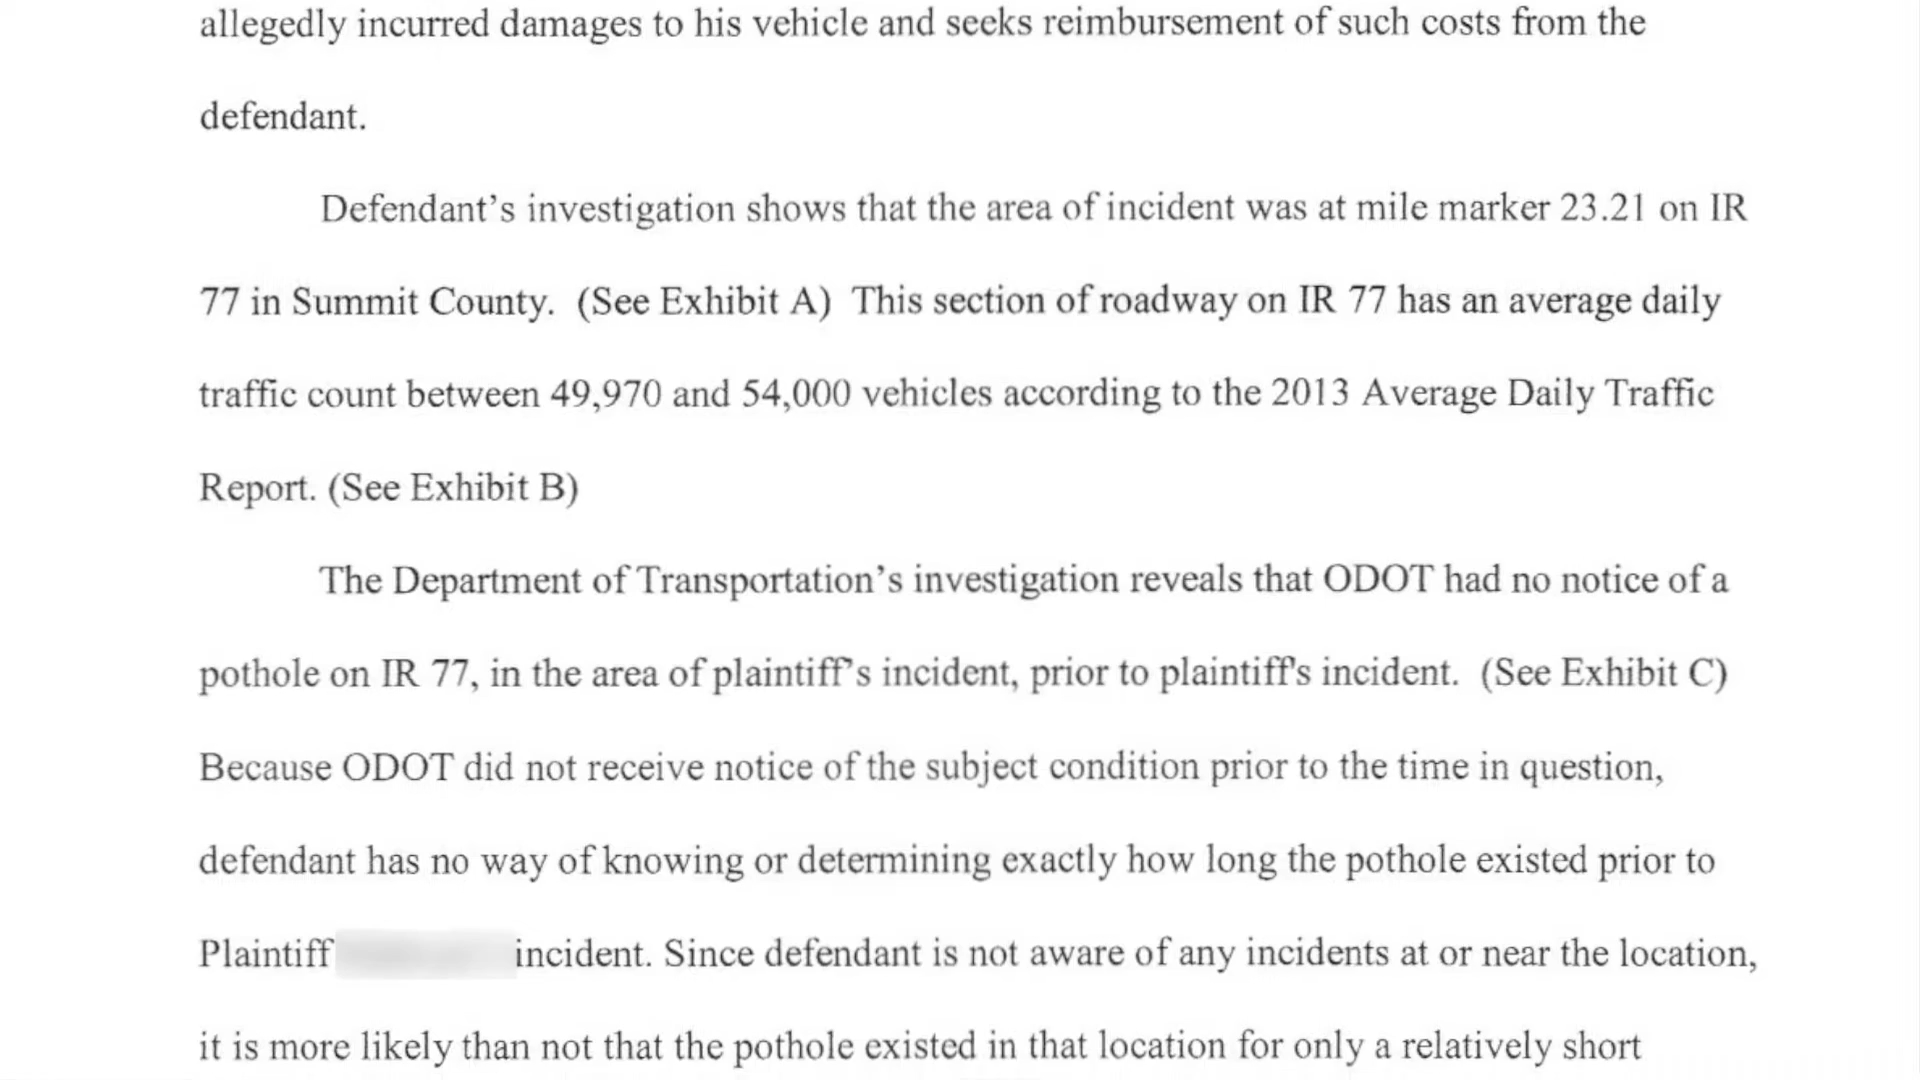 allegedly incurred damages to his vehicle and seeks reimbursement of such costs from the
defendant.
Defendant’s investigation shows that the area of incident was at mile marker 23.21 on IR
77 in Summit County.  (See Exhibit A)  This section of roadway on IR 77 has an average daily
traffic count between 49,970 and 54,000 vehicles according to the 2013 Average Daily Traffic
Report. (See Exhibit B)
The Department of Transportation’s investigation reveals that ODOT had no notice of a
pothole on IR 77, in the area of plaintiff’s incident, prior to plaintiff's incident.  (See Exhibit C)
Because ODOT did not receive notice of the subject condition prior to the time in question,
defendant has no way of knowing or determining exactly how long the pothole existed prior to
Plaintiff incident. Since defendant is not aware of any incidents at or near the location,
it is more likely than not that the pothole existed in that location for only a relatively short